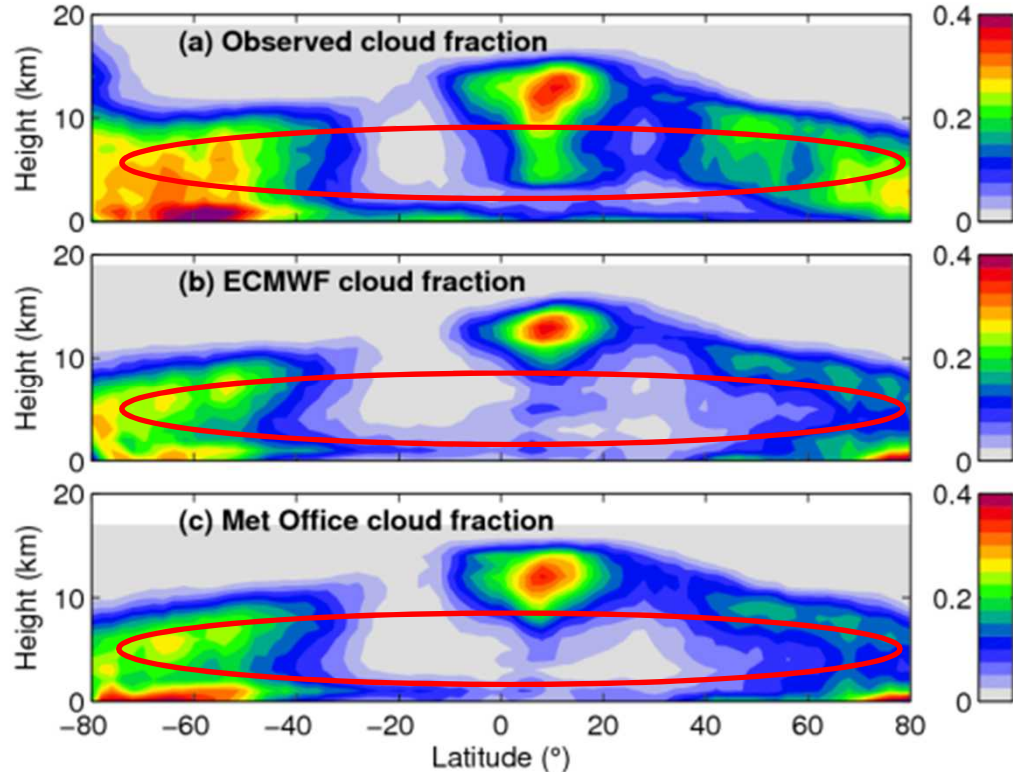 20
(a) Observed cloud fraction
0.4
Height (km)
10
0.2
0
0
20
(b) ECMWF cloud fraction
0.4
Height (km)
10
0.2
0
0
20
(c) Met Office cloud fraction
0.4
Height (km)
10
0.2
0
0
−80 −60 −40 −20 0 20 40 60 80
Latitude (°)